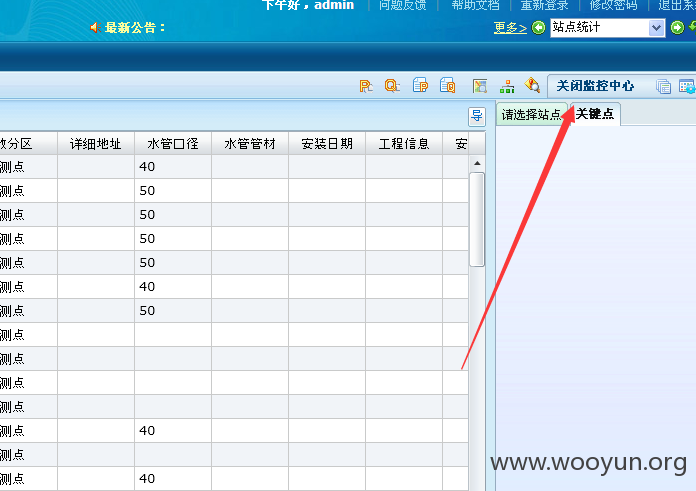 下午好，admin 问题反馈 帮助文档 重新登录 修改密码 退出系
最新公告： 更多> 站点统计
关闭监控中心
导 请选择站点 关键点
数分区 详细地址 水管口径 水管管材 安装日期 工程信息 安
测点 40
测点 50
测点 50
测点 50
测点 50
测点 40
测点 50
测点
测点
测点
测点
测点 40
测点
测点 40
www.wooyun.org